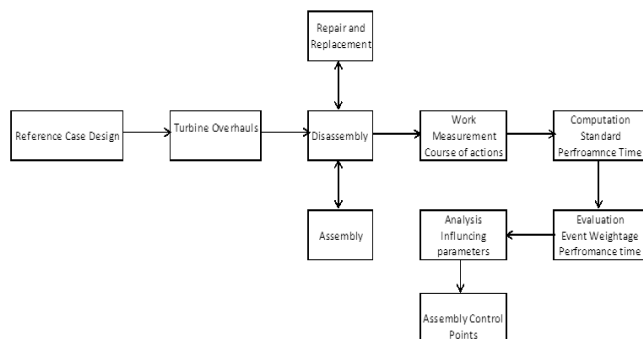 Repair and
Replacement
Reference Case Design
Turbine Overhauls
Disassembly
Work
Measurement
Course of actions
Computation
Standard
Perfroamnce Time
Assembly
Analysis
Influncing
parameters
Evaluation
Event Weightage
Perfromance time
Assembly Control
Points